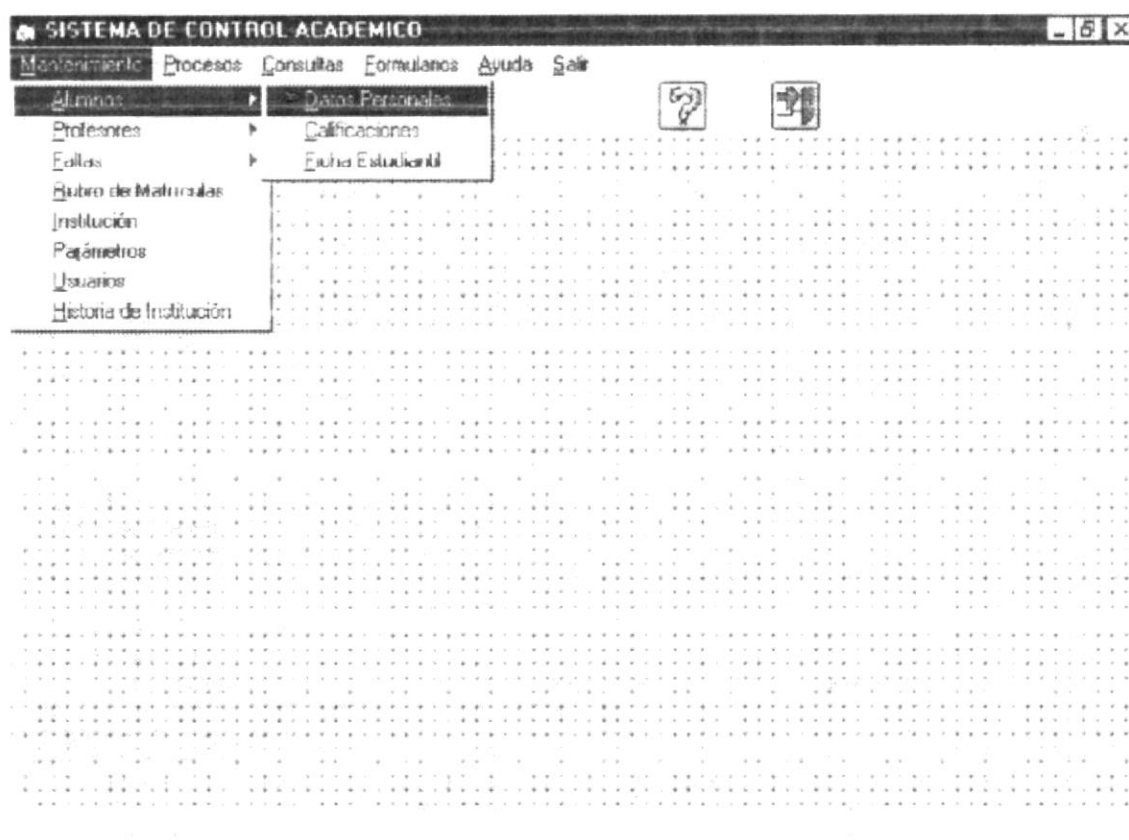 SISTEMA DE CONTROL ACADEMICO
Mantenimiento Procesos Consultas Formularios Ayuda Salir
Alumnos
Profesores
Faltas
Rubro de Matriculas
Institución
Parámetros
Usuarios
Historia de Institución
Datos Personales
Calificaciones
Ficha Estudiantil